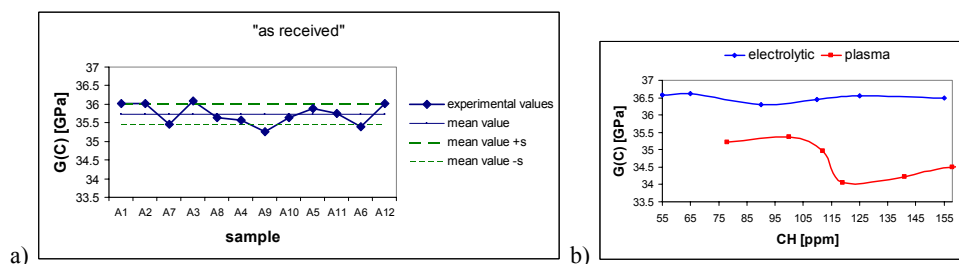 a)
"as received"
G(C) [GPa]
37
36.5
36
35.5
35
34.5
34
33.5
A1 A2 A7 A3 A8 A4 A9 A10 A5 A11 A6 A12
sample
experimental values
mean value
mean value +s
mean value -s
b)
electrolytic plasma
G(C) [GPa]
37
36.5
36
35.5
35
34.5
34
33.5
55 65 75 85 95 105 115 125 135 145 155
CH [ppm]